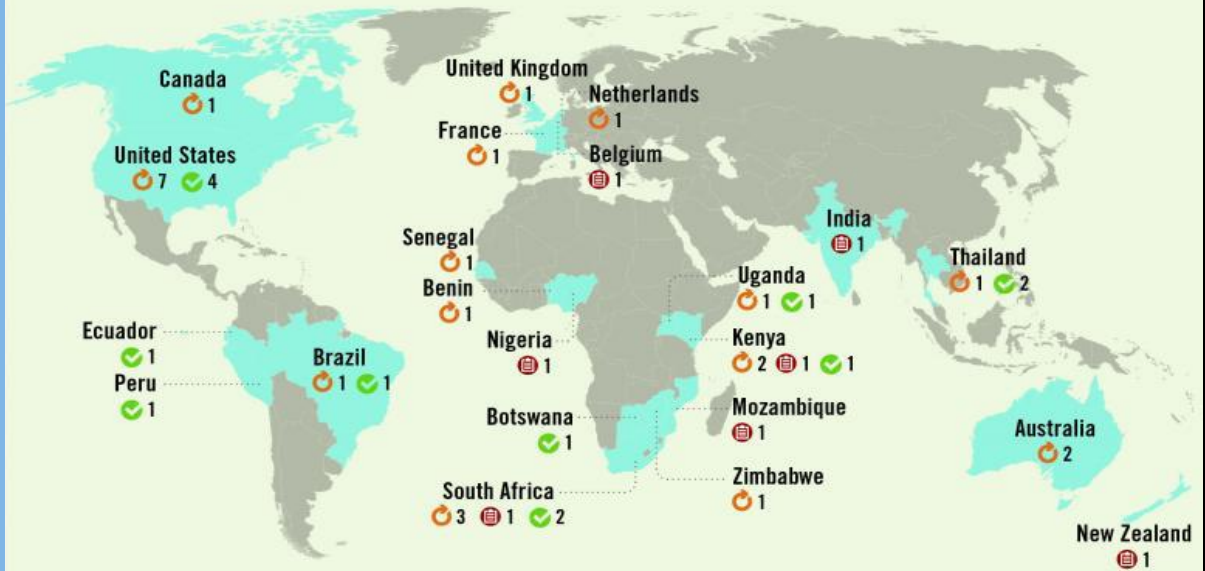 Canada
1
United States
7 4
United Kingdom
1
Netherlands
1
France
1
Belgium
1
Senegal
1
Benin
1
Nigeria
1
Uganda
1 1
Kenya
2 1 1
India
1
Thailand
1 2
Ecuador
1
Peru
1
Brazil
1 1
Botswana
1
Mozambique
1
South Africa
3 1 2
Zimbabwe
1
Australia
2
New Zealand
1